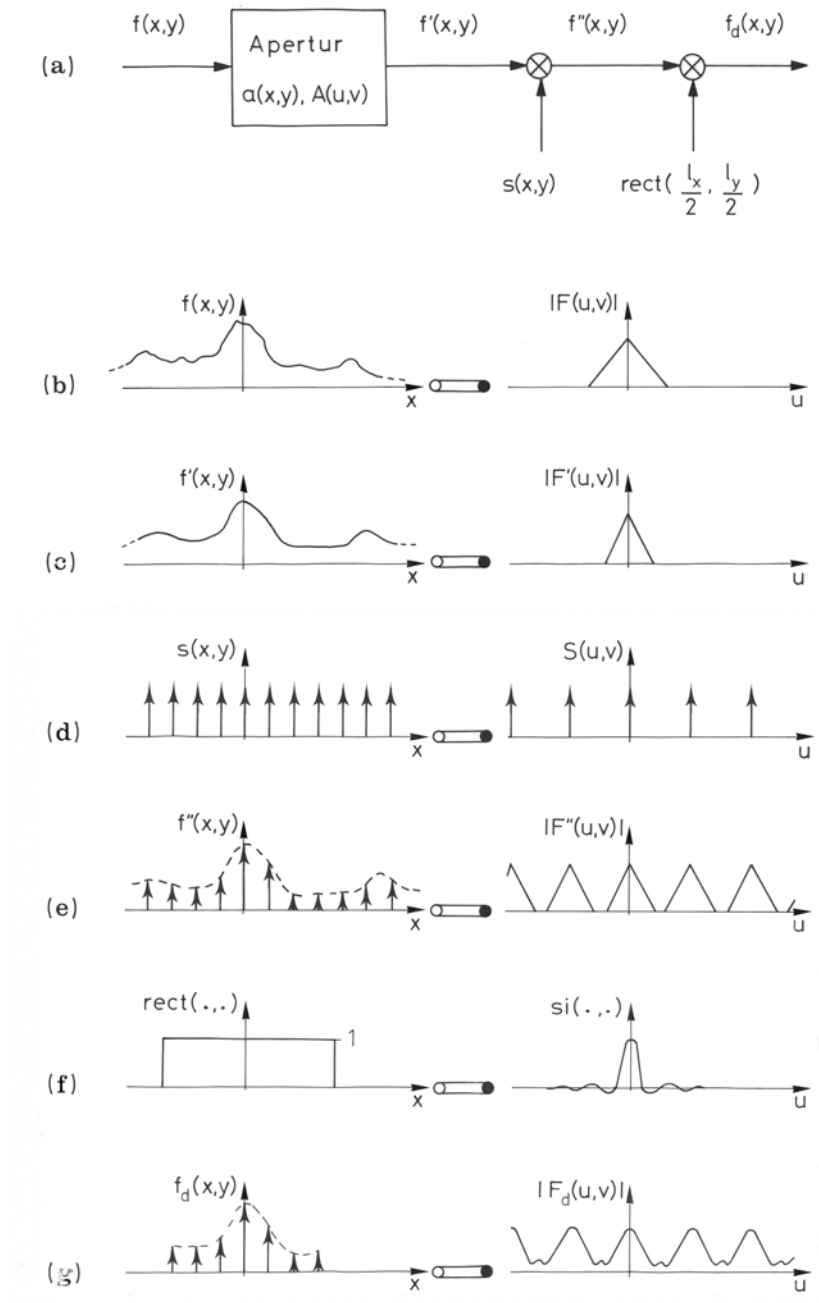 f(x,y) f'(x,y) f"(x,y) f_d(x,y)
(a) Apertur
a(x,y), A(u,v)
s(x,y) rect( l_x/2 , l_y/2 )
f(x,y) |F(u,v)|
(b) x u
f'(x,y) |F'(u,v)|
(c) x u
s(x,y) S(u,v)
(d) x u
f"(x,y) |F"(u,v)|
(e) x u
rect(.,.) si(.,.)
1
(f) x u
f_d(x,y) |F_d(u,v)|
(g) x u